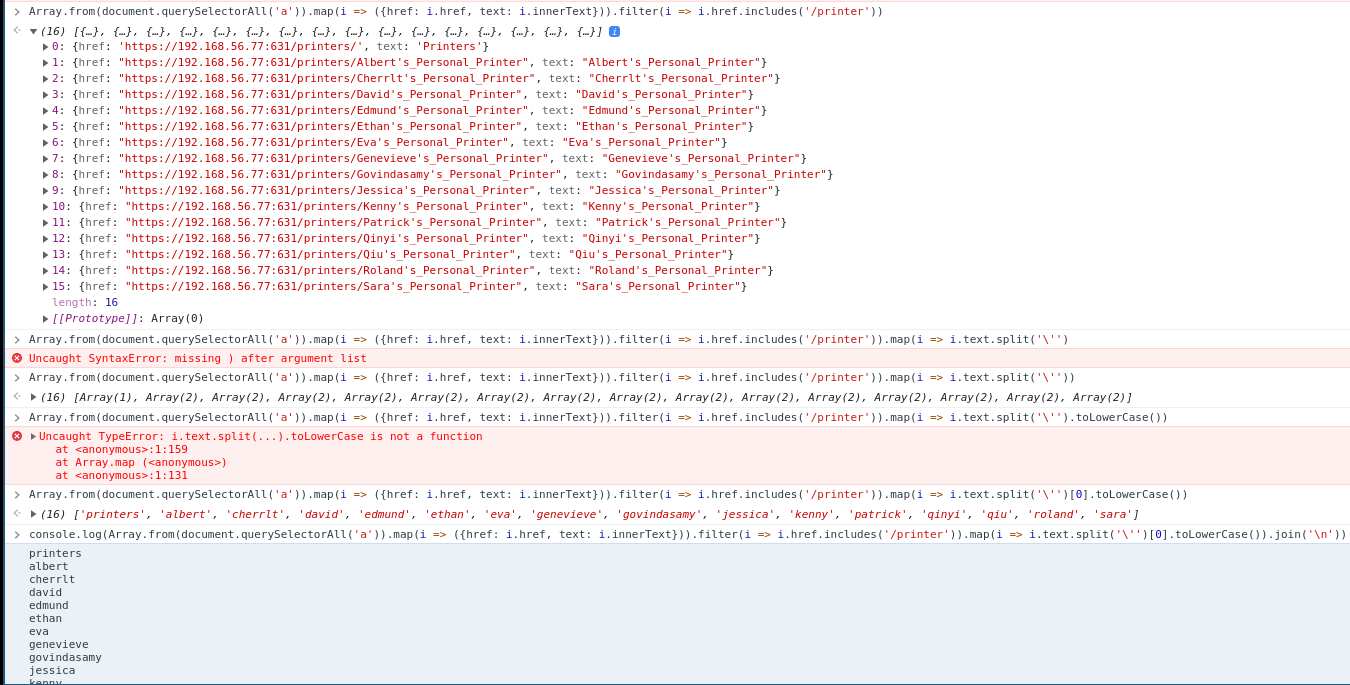 Array.from(document.querySelectorAll('a')).map(i => ({href: i.href, text: i.innerText})).filter(i => i.href.includes('/printer'))
(16) [{…}, {…}, {…}, {…}, {…}, {…}, {…}, {…}, {…}, {…}, {…}, {…}, {…}, {…}, {…}, {…}] i
0: {href: 'https://192.168.56.77:631/printers/', text: 'Printers'}
1: {href: "https://192.168.56.77:631/printers/Albert's_Personal_Printer", text: "Albert's_Personal_Printer"}
2: {href: "https://192.168.56.77:631/printers/Cherrlt's_Personal_Printer", text: "Cherrlt's_Personal_Printer"}
3: {href: "https://192.168.56.77:631/printers/David's_Personal_Printer", text: "David's_Personal_Printer"}
4: {href: "https://192.168.56.77:631/printers/Edmund's_Personal_Printer", text: "Edmund's_Personal_Printer"}
5: {href: "https://192.168.56.77:631/printers/Ethan's_Personal_Printer", text: "Ethan's_Personal_Printer"}
6: {href: "https://192.168.56.77:631/printers/Eva's_Personal_Printer", text: "Eva's_Personal_Printer"}
7: {href: "https://192.168.56.77:631/printers/Genevieve's_Personal_Printer", text: "Genevieve's_Personal_Printer"}
8: {href: "https://192.168.56.77:631/printers/Govindasamy's_Personal_Printer", text: "Govindasamy's_Personal_Printer"}
9: {href: "https://192.168.56.77:631/printers/Jessica's_Personal_Printer", text: "Jessica's_Personal_Printer"}
10: {href: "https://192.168.56.77:631/printers/Kenny's_Personal_Printer", text: "Kenny's_Personal_Printer"}
11: {href: "https://192.168.56.77:631/printers/Patrick's_Personal_Printer", text: "Patrick's_Personal_Printer"}
12: {href: "https://192.168.56.77:631/printers/Qinyi's_Personal_Printer", text: "Qinyi's_Personal_Printer"}
13: {href: "https://192.168.56.77:631/printers/Qiu's_Personal_Printer", text: "Qiu's_Personal_Printer"}
14: {href: "https://192.168.56.77:631/printers/Roland's_Personal_Printer", text: "Roland's_Personal_Printer"}
15: {href: "https://192.168.56.77:631/printers/Sara's_Personal_Printer", text: "Sara's_Personal_Printer"}
length: 16
[[Prototype]]: Array(0)
Array.from(document.querySelectorAll('a')).map(i => ({href: i.href, text: i.innerText})).filter(i => i.href.includes('/printer')).map(i => i.text.split('\'')
Uncaught SyntaxError: missing ) after argument list
Array.from(document.querySelectorAll('a')).map(i => ({href: i.href, text: i.innerText})).filter(i => i.href.includes('/printer')).map(i => i.text.split('\''))
(16) [Array(1), Array(2), Array(2), Array(2), Array(2), Array(2), Array(2), Array(2), Array(2), Array(2), Array(2), Array(2), Array(2), Array(2), Array(2), Array(2)]
Array.from(document.querySelectorAll('a')).map(i => ({href: i.href, text: i.innerText})).filter(i => i.href.includes('/printer')).map(i => i.text.split('\'').toLowerCase())
Uncaught TypeError: i.text.split(...).toLowerCase is not a function
at <anonymous>:1:159
at Array.map (<anonymous>)
at <anonymous>:1:131
Array.from(document.querySelectorAll('a')).map(i => ({href: i.href, text: i.innerText})).filter(i => i.href.includes('/printer')).map(i => i.text.split('\'')[0].toLowerCase())
(16) ['printers', 'albert', 'cherrlt', 'david', 'edmund', 'ethan', 'eva', 'genevieve', 'govindasamy', 'jessica', 'kenny', 'patrick', 'qinyi', 'qiu', 'roland', 'sara']
console.log(Array.from(document.querySelectorAll('a')).map(i => ({href: i.href, text: i.innerText})).filter(i => i.href.includes('/printer')).map(i => i.text.split('\'')[0].toLowerCase()).join('\n'))
printers
albert
cherrlt
david
edmund
ethan
eva
genevieve
govindasamy
jessica
kenny